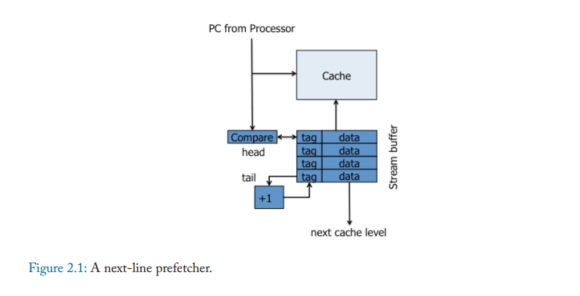 PC from Processor
Cache
Compare
tag data
head
tag data
tag data
tail
tag data
+1
Stream buffer
next cache level
Figure 2.1: A next-line prefetcher.